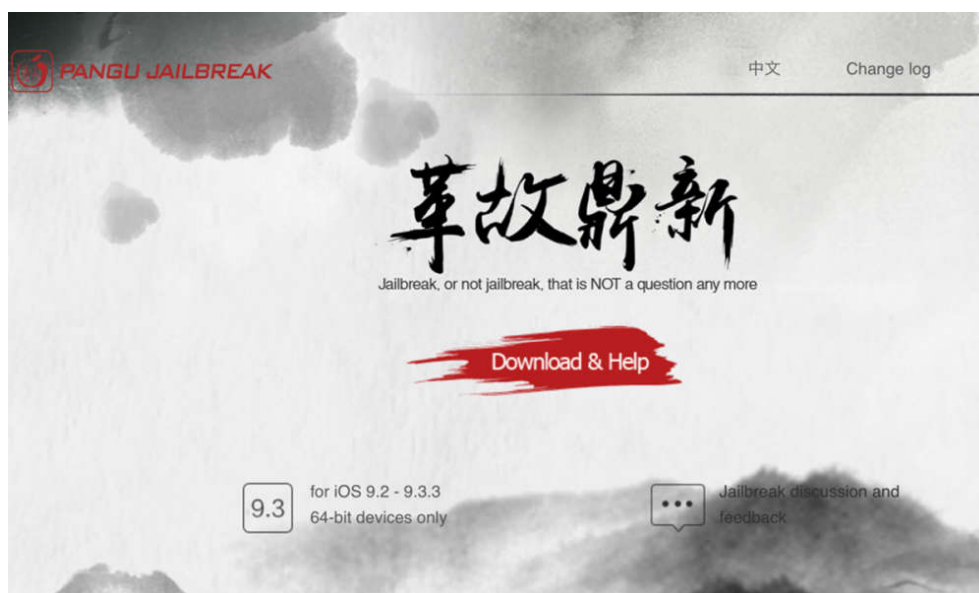 PANGU JAILBREAK
中文
Change log
革故鼎新
Jailbreak, or not jailbreak, that is NOT a question any more
Download & Help
9.3
for iOS 9.2 - 9.3.3
64-bit devices only
Jailbreak discussion and
feedback